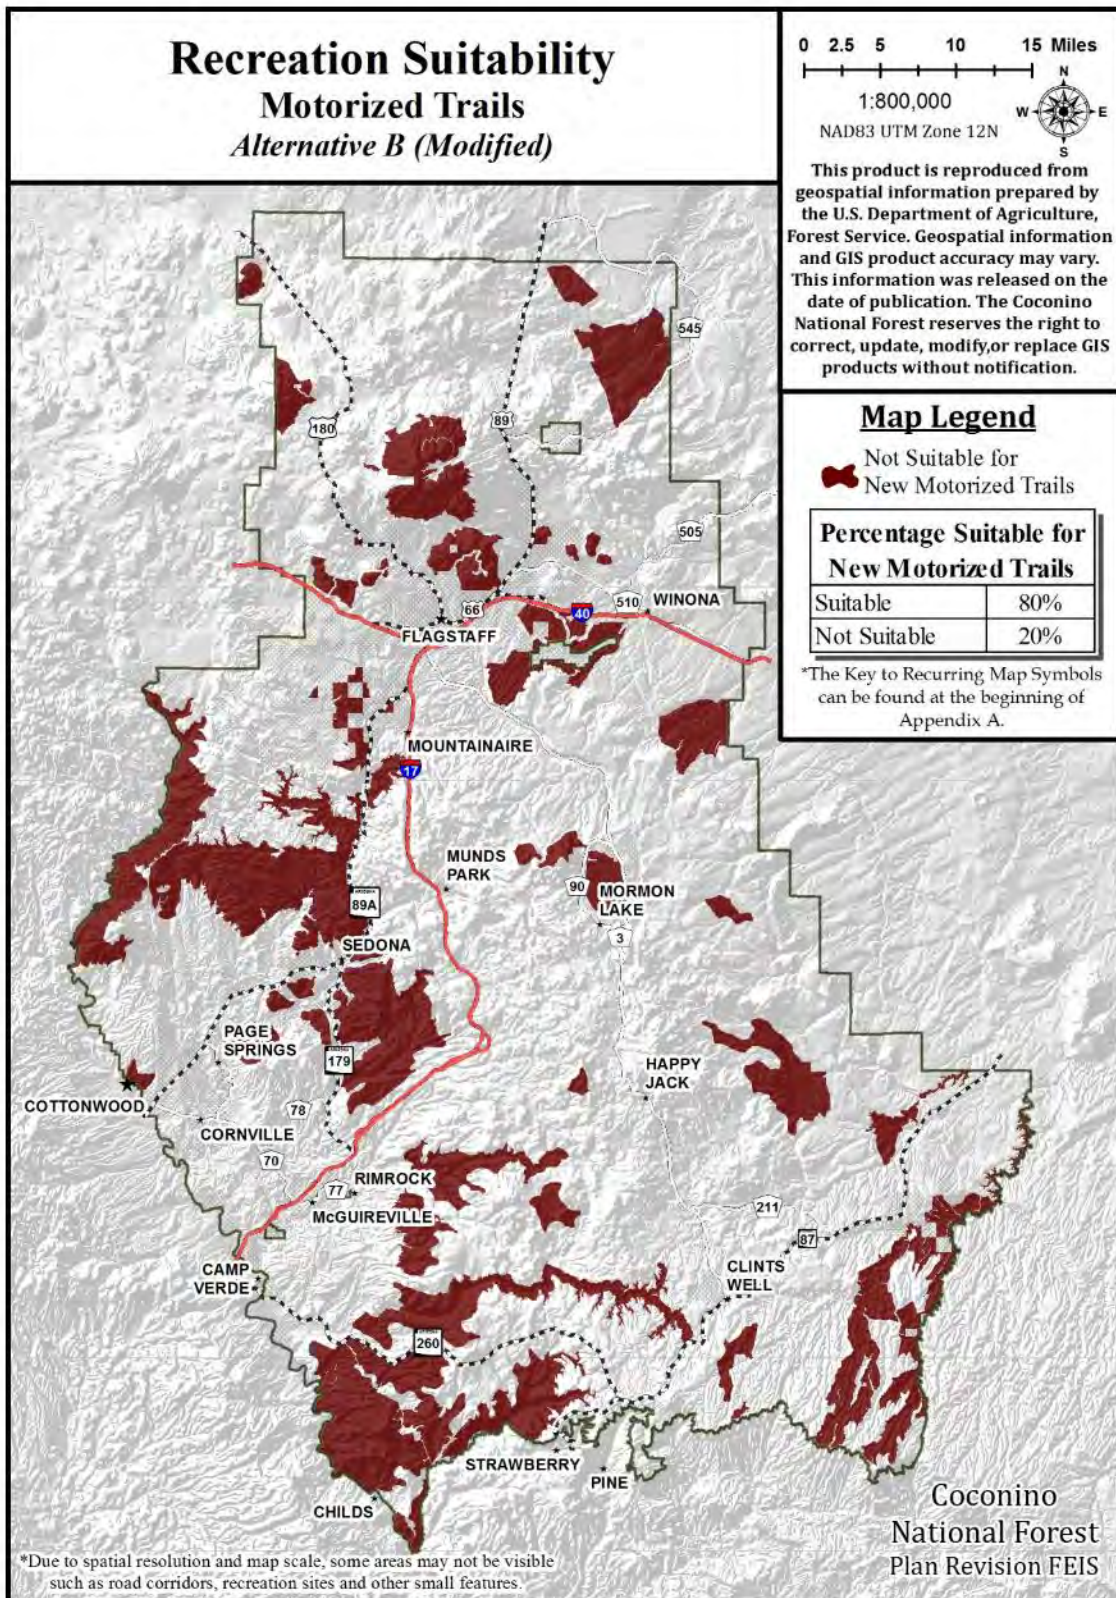 Recreation Suitability
Motorized Trails
Alternative B (Modified)
0 2.5 5 10 15 Miles
1:800,000
NAD83 UTM Zone 12N
N
W E
S
This product is reproduced from
geospatial information prepared by
the U.S. Department of Agriculture,
Forest Service. Geospatial information
and GIS product accuracy may vary.
This information was released on the
date of publication. The Coconino
National Forest reserves the right to
correct, update, modify,or replace GIS
products without notification.
Map Legend
Not Suitable for
New Motorized Trails
Percentage Suitable for
New Motorized Trails
Suitable 80%
Not Suitable 20%
*The Key to Recurring Map Symbols
can be found at the beginning of
Appendix A.
545
180
89
505
66
40
510
WINONA
FLAGSTAFF
MOUNTAINAIRE
17
MUNDS
PARK
90
MORMON
LAKE
89A
3
SEDONA
PAGE
SPRINGS
179
HAPPY
JACK
COTTONWOOD
78
CORNVILLE
70
RIMROCK
77
McGUIREVILLE
211
87
CAMP
VERDE
CLINTS
WELL
260
STRAWBERRY
PINE
CHILDS
Coconino
National Forest
Plan Revision FEIS
*Due to spatial resolution and map scale, some areas may not be visible
such as road corridors, recreation sites and other small features.